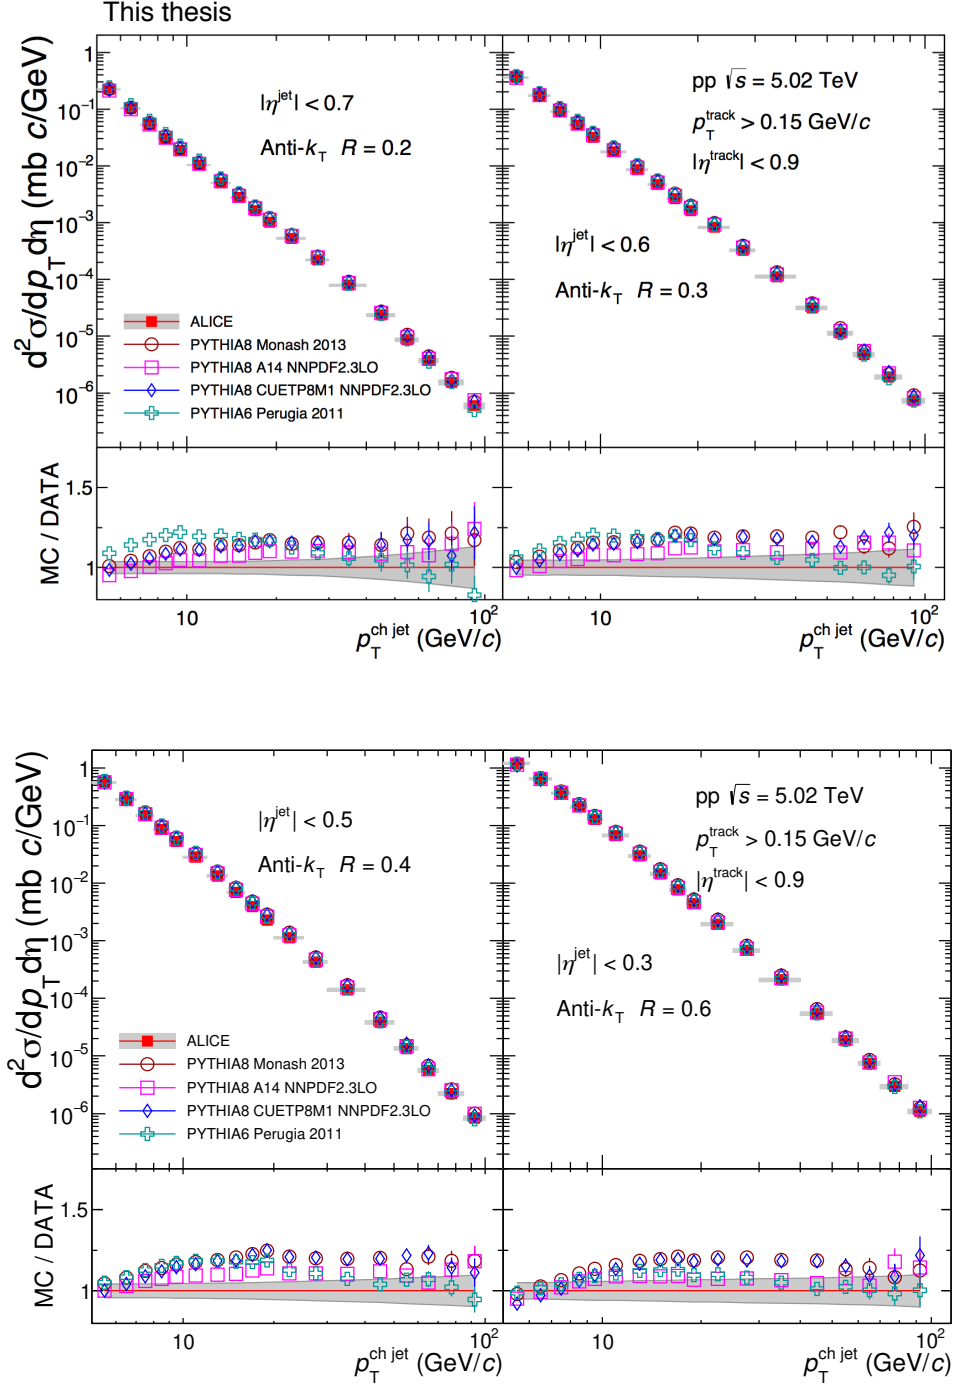 This thesis
d²σ/dp_T dη (mb c/GeV)
1
10⁻¹
10⁻²
10⁻³
10⁻⁴
10⁻⁵
10⁻⁶
|η^jet| < 0.7
Anti-k_T R = 0.2
ALICE
PYTHIA8 Monash 2013
PYTHIA8 A14 NNPDF2.3LO
PYTHIA8 CUETP8M1 NNPDF2.3LO
PYTHIA6 Perugia 2011
pp √s = 5.02 TeV
p_T^track > 0.15 GeV/c
|η^track| < 0.9
|η^jet| < 0.6
Anti-k_T R = 0.3
MC / DATA
1.5
1
10
10²
10
10²
p_T^ch jet (GeV/c)
p_T^ch jet (GeV/c)
d²σ/dp_T dη (mb c/GeV)
1
10⁻¹
10⁻²
10⁻³
10⁻⁴
10⁻⁵
10⁻⁶
|η^jet| < 0.5
Anti-k_T R = 0.4
ALICE
PYTHIA8 Monash 2013
PYTHIA8 A14 NNPDF2.3LO
PYTHIA8 CUETP8M1 NNPDF2.3LO
PYTHIA6 Perugia 2011
pp √s = 5.02 TeV
p_T^track > 0.15 GeV/c
|η^track| < 0.9
|η^jet| < 0.3
Anti-k_T R = 0.6
MC / DATA
1.5
1
10
10²
10
10²
p_T^ch jet (GeV/c)
p_T^ch jet (GeV/c)